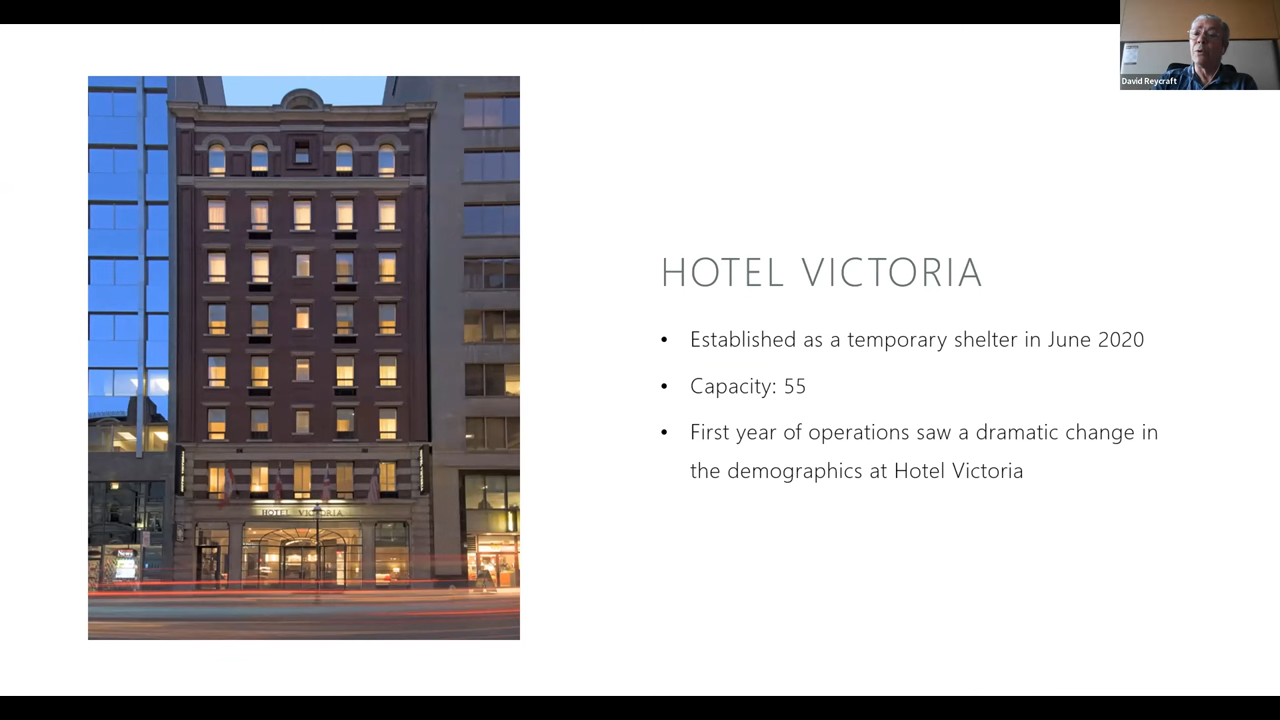 David Reycraft
HOTEL VICTORIA
HOTEL VICTORIA
• Established as a temporary shelter in June 2020
• Capacity: 55
• First year of operations saw a dramatic change in
the demographics at Hotel Victoria